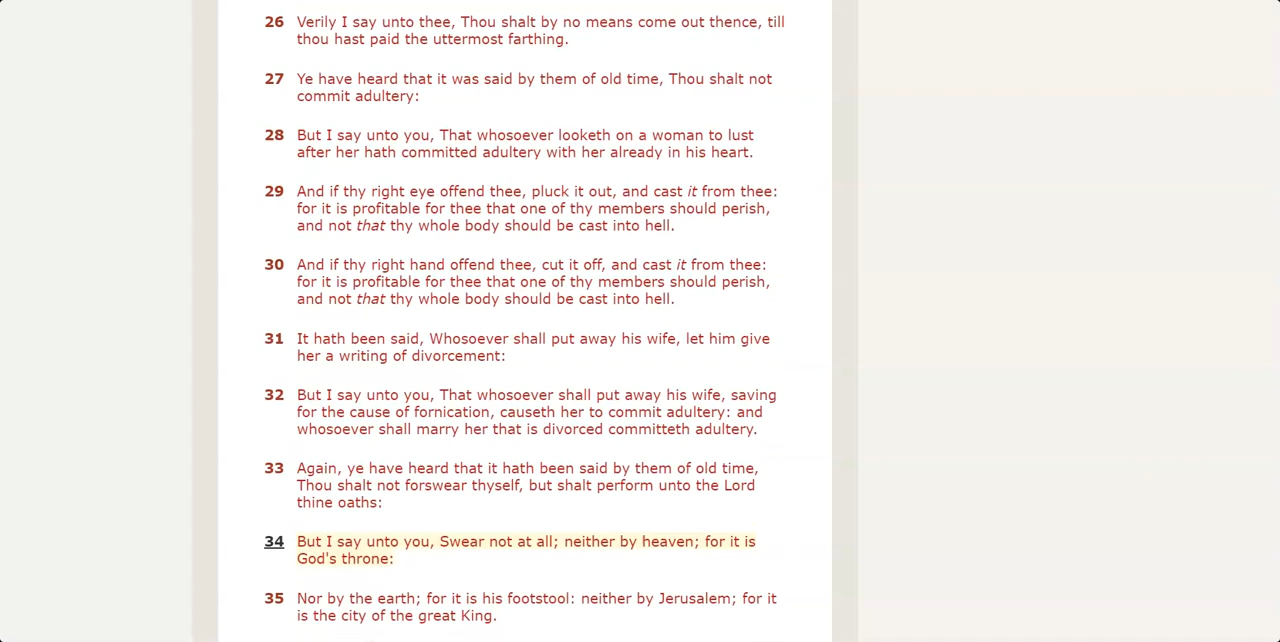 26 Verily I say unto thee, Thou shalt by no means come out thence, till
thou hast paid the uttermost farthing.
27 Ye have heard that it was said by them of old time, Thou shalt not
commit adultery:
28 But I say unto you, That whosoever looketh on a woman to lust
after her hath committed adultery with her already in his heart.
29 And if thy right eye offend thee, pluck it out, and cast it from thee:
for it is profitable for thee that one of thy members should perish,
and not that thy whole body should be cast into hell.
30 And if thy right hand offend thee, cut it off, and cast it from thee:
for it is profitable for thee that one of thy members should perish,
and not that thy whole body should be cast into hell.
31 It hath been said, Whosoever shall put away his wife, let him give
her a writing of divorcement:
32 But I say unto you, That whosoever shall put away his wife, saving
for the cause of fornication, causeth her to commit adultery: and
whosoever shall marry her that is divorced committeth adultery.
33 Again, ye have heard that it hath been said by them of old time,
Thou shalt not forswear thyself, but shalt perform unto the Lord
thine oaths:
34 But I say unto you, Swear not at all; neither by heaven; for it is
God's throne:
35 Nor by the earth; for it is his footstool: neither by Jerusalem; for it
is the city of the great King.